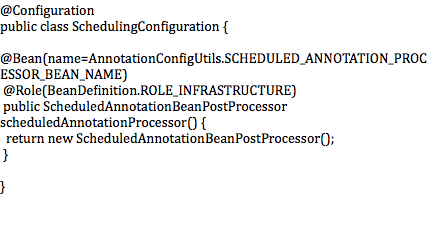 @Configuration
public class SchedulingConfiguration {
@Bean(name=AnnotationConfigUtils.SCHEDULED_ANNOTATION_PROC
ESSOR_BEAN_NAME)
@Role(BeanDefinition.ROLE_INFRASTRUCTURE)
public ScheduledAnnotationBeanPostProcessor
scheduledAnnotationProcessor() {
return new ScheduledAnnotationBeanPostProcessor();
}
}